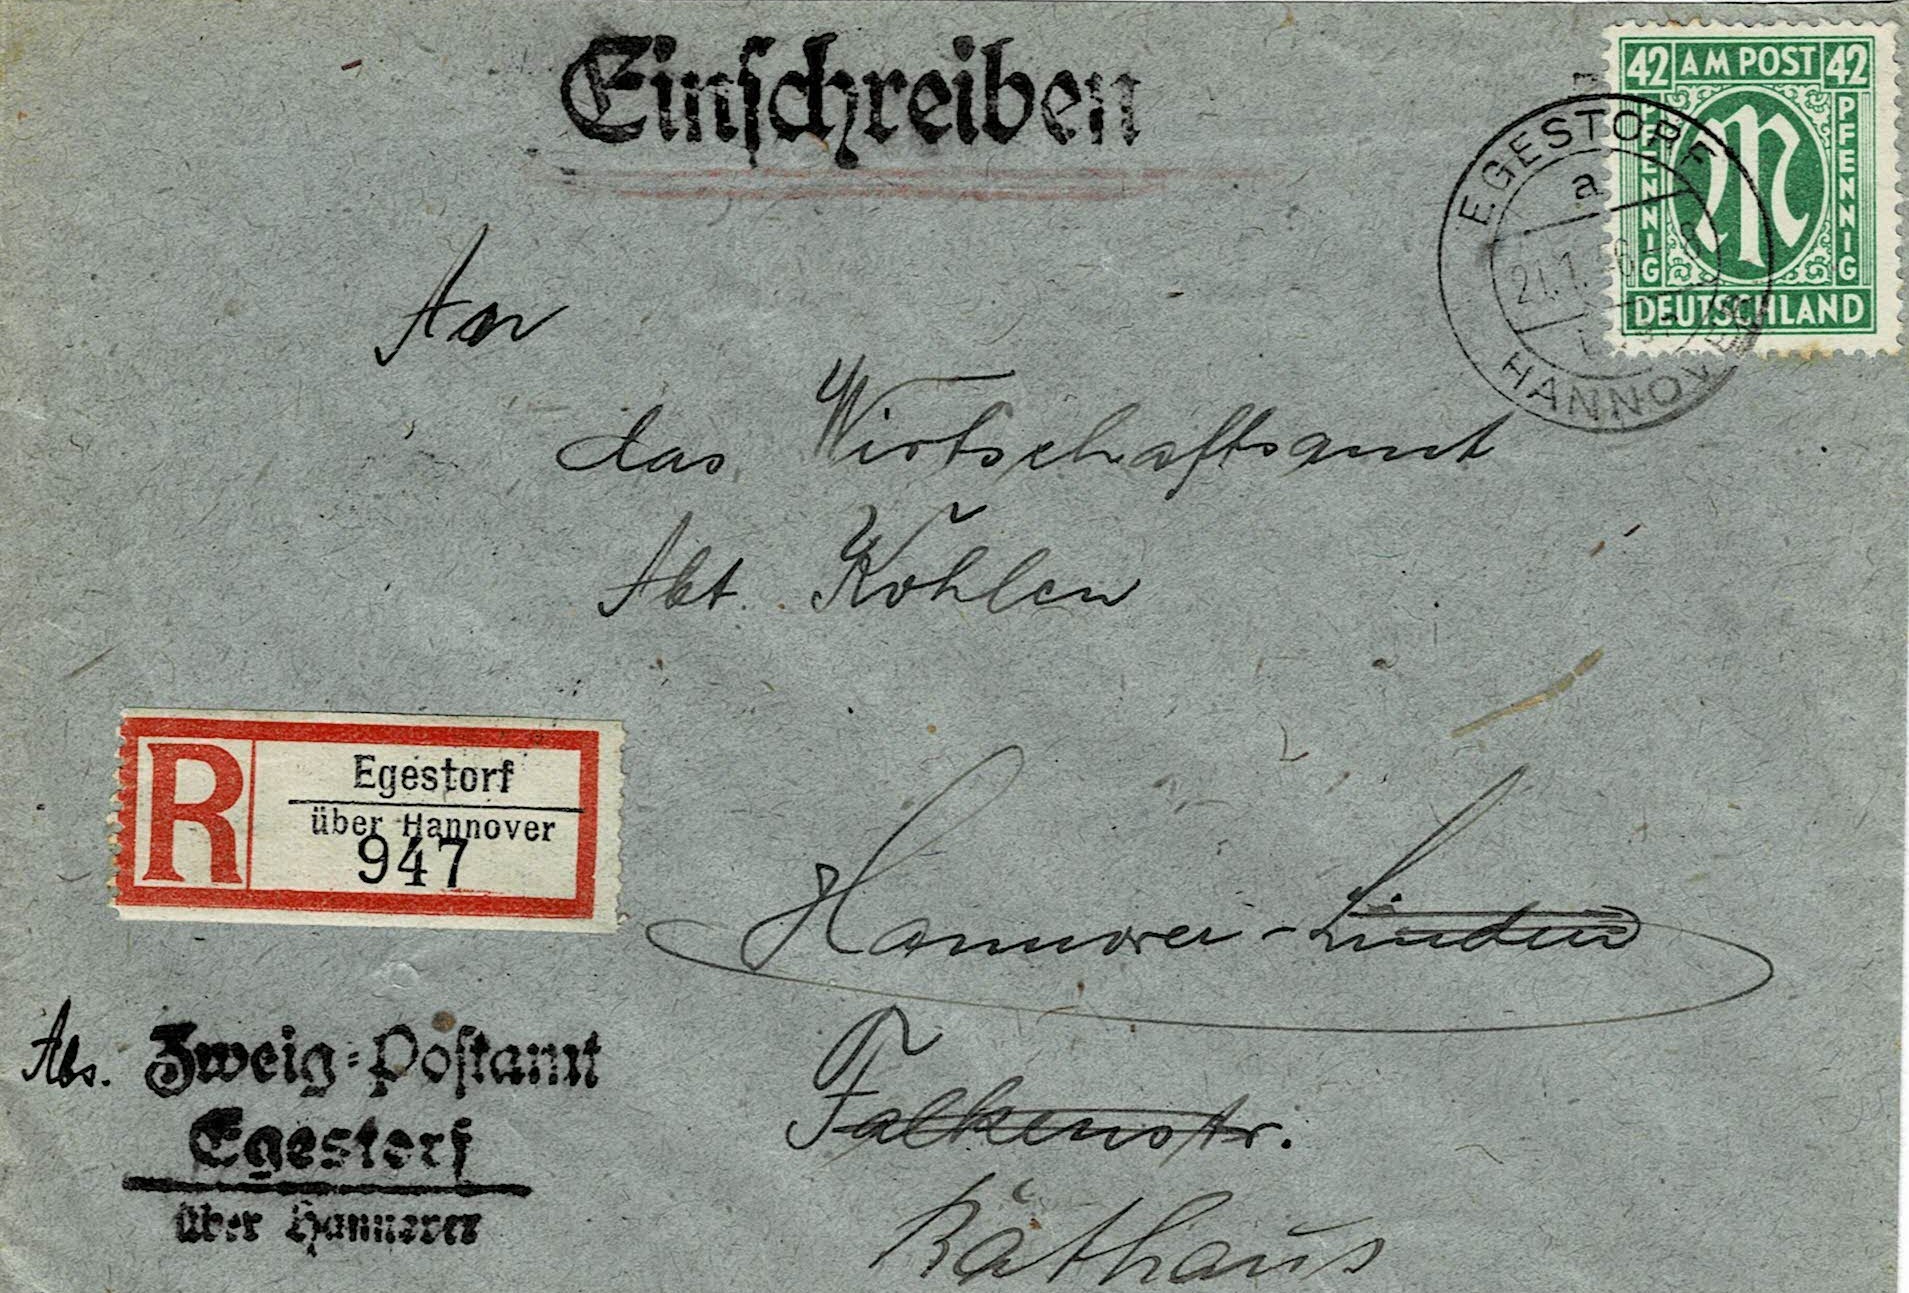 Einschreiben
42 AM POST 42
PFENNIG
PFENNIG
DEUTSCHLAND
EGESTORF
a
HANNOVER
An
das Wirtschaftsamt
Abt. Kohlen
R
Egestorf
über Hannover
947
Hannover-Linden
Abs. Zweig-Postamt
Egestorf
über Hannover
Falkenstr.
Rathaus